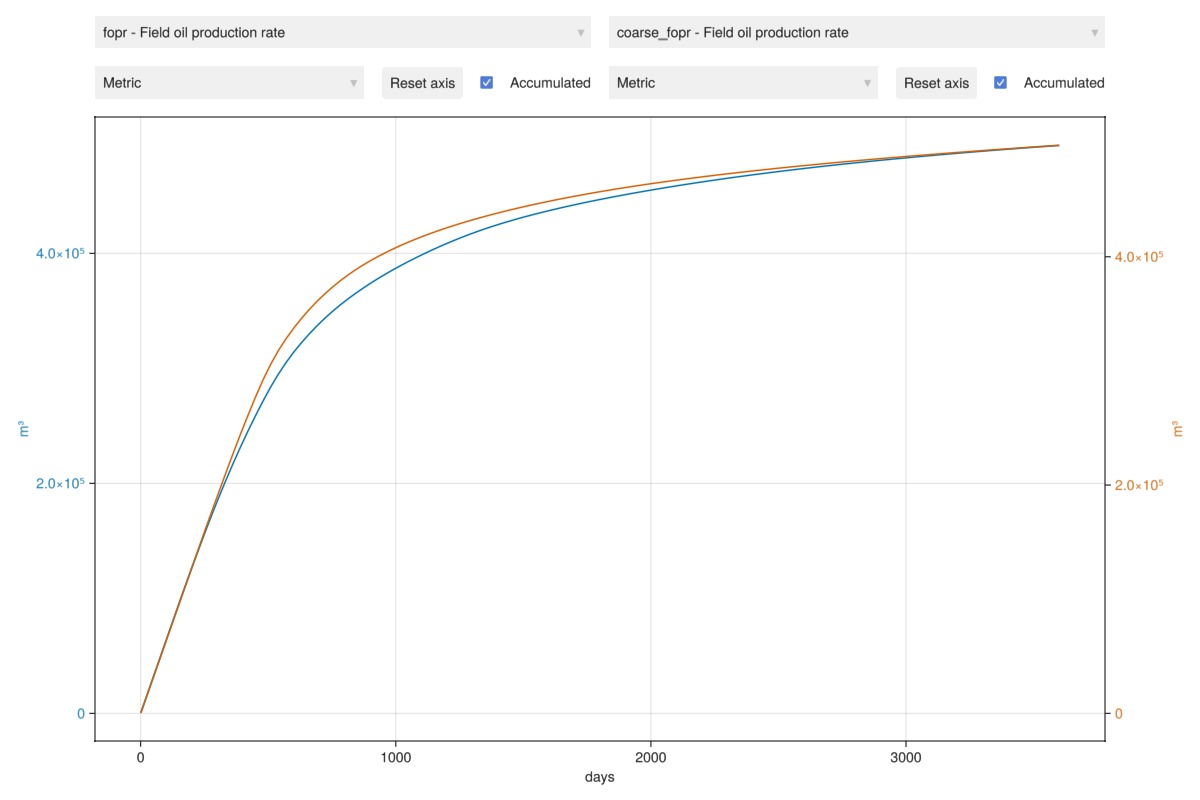 fopr - Field oil production rate
coarse_fopr - Field oil production rate
Metric
Reset axis
Accumulated
Metric
Reset axis
Accumulated
4.0×10⁵
4.0×10⁵
m³
m³
2.0×10⁵
2.0×10⁵
0
0
0
1000
2000
3000
days